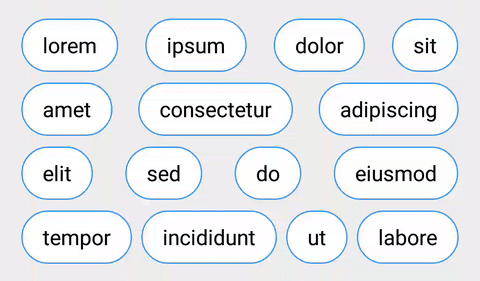 lorem ipsum dolor sit
amet consectetur adipiscing
elit sed do eiusmod
tempor incididunt ut labore